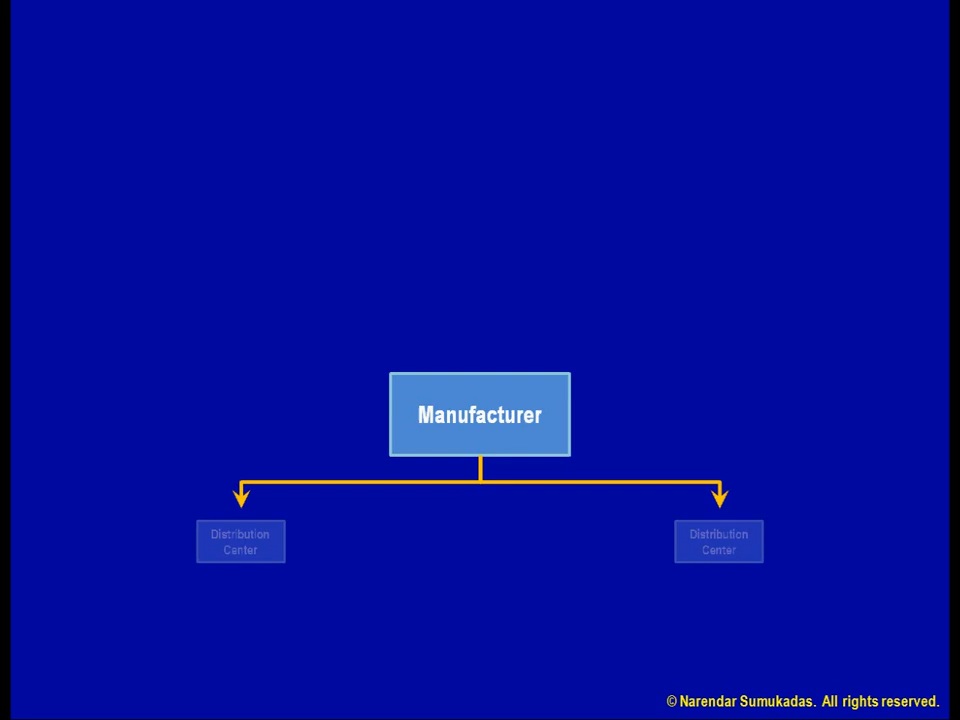 Manufacturer
Distribution
Center
Distribution
Center
© Narendar Sumukadas. All rights reserved.